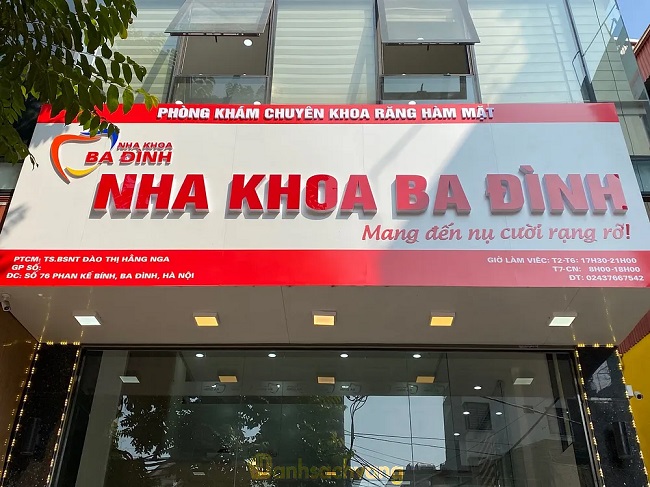 PHÒNG KHÁM CHUYÊN KHOA RĂNG HÀM MẶT
NHA KHOA
BA ĐÌNH
NHA KHOA BA ĐÌNH
Mang đến nụ cười rạng rỡ!
PTCM: TS.BSNT ĐÀO THỊ HẰNG NGA
GP SỐ:
ĐC: SỐ 76 PHAN KẾ BÍNH, BA ĐÌNH, HÀ NỘI
GIỜ LÀM VIỆC: T2-T6: 17H30-21H00
T7-CN: 8H00-18H00
ĐT: 02437667542